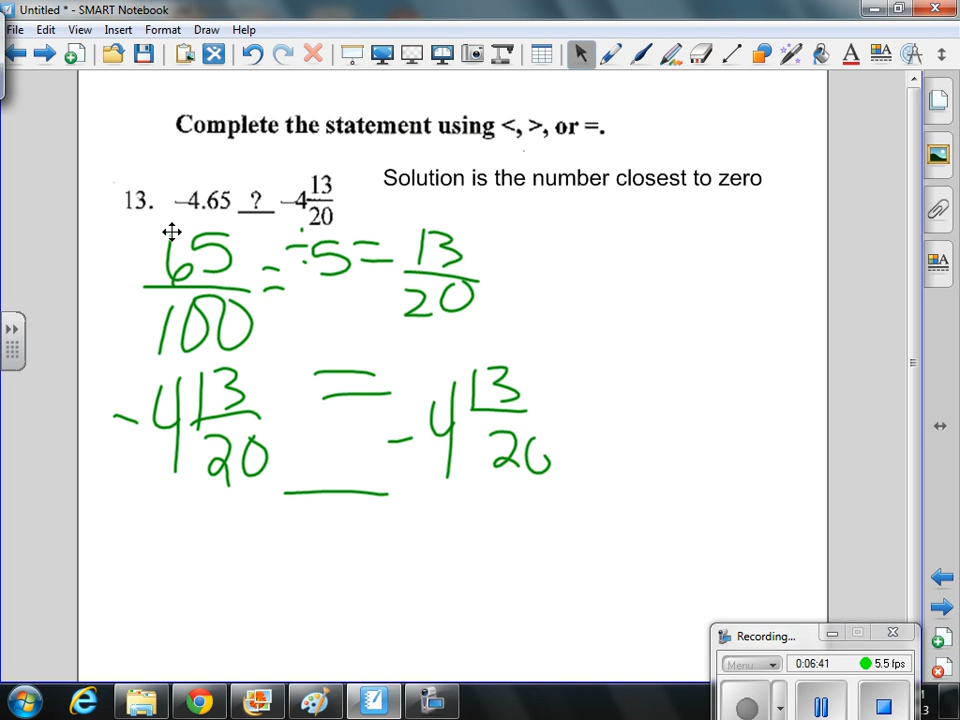 Untitled * - SMART Notebook
File Edit View Insert Format Draw Help
Complete the statement using <, >, or =.
Solution is the number closest to zero
13. –4.65 ? –4 13/20
65/100 = ÷5 = 13/20
-4 13/20 = -4 13/20
Recording...
Menu 0:06:41 5.5 fps